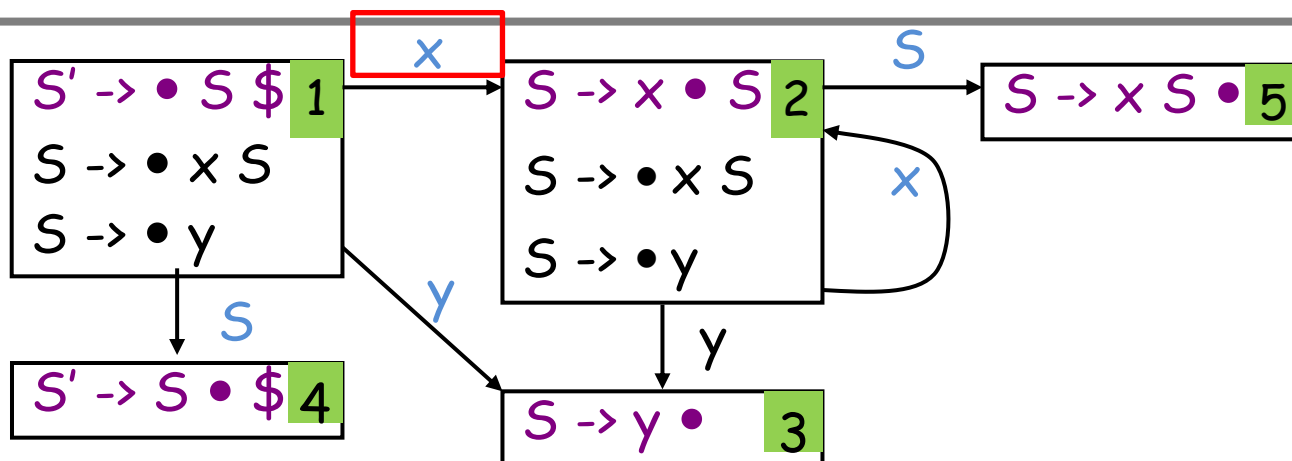 x
S
S' -> • S $ 1
S -> • x S
S -> • y
S -> x • S 2
S -> • x S
S -> • y
S -> x S • 5
x
y
S
y
S' -> S • $ 4
S -> y • 3